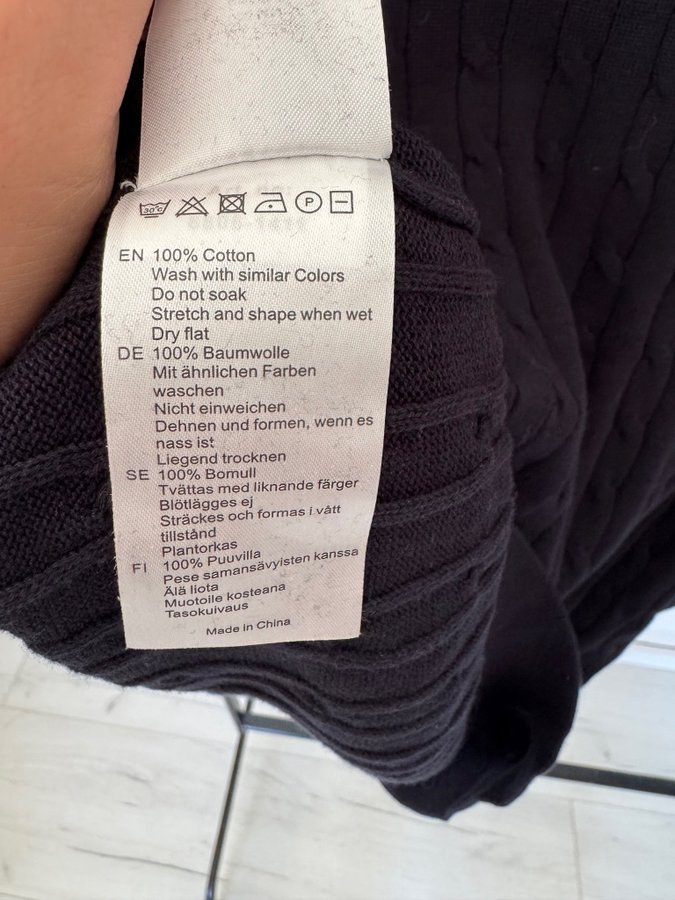 30°C P
EN 100% Cotton
Wash with similar Colors
Do not soak
Stretch and shape when wet
Dry flat
DE 100% Baumwolle
Mit ähnlichen Farben
waschen
Nicht einweichen
Dehnen und formen, wenn es
nass ist
Liegend trocknen
SE 100% Bomull
Tvättas med liknande färger
Blötlägges ej
Sträckes och formas i vått
tillstånd
Plantorkas
FI 100% Puuvilla
Pese samansävyisten kanssa
Älä liota
Muotoile kosteana
Tasokuivaus
Made in China